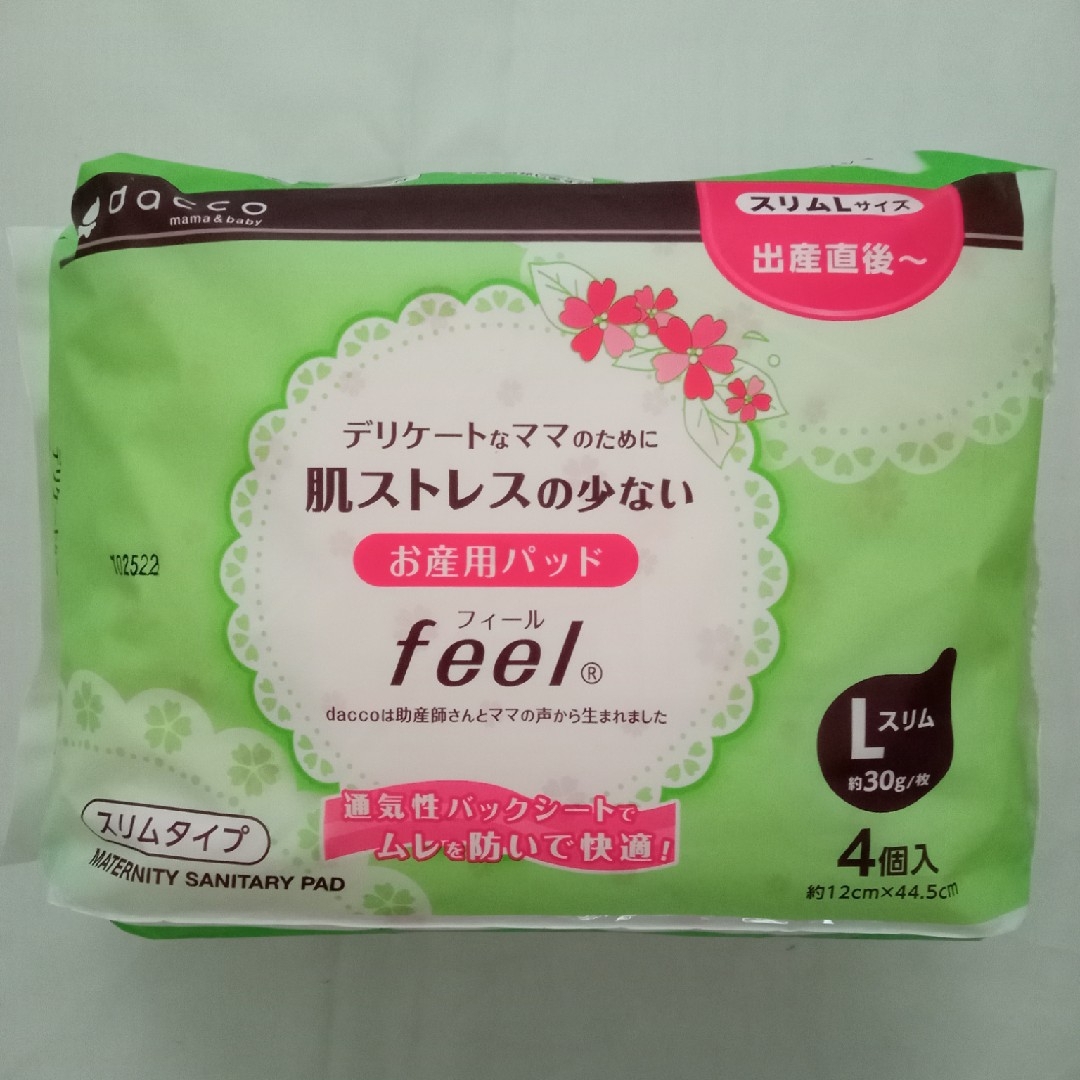 dacco
mama & baby
スリムLサイズ
出産直後～
デリケートなママのために
肌ストレスの少ない
お産用パッド
フィール
feel®
daccoは助産師さんとママの声から生まれました
102522
通気性バックシートで
ムレを防いで快適!
Lスリム
約30g/枚
4個入
約12cm×44.5cm
スリムタイプ
MATERNITY SANITARY PAD